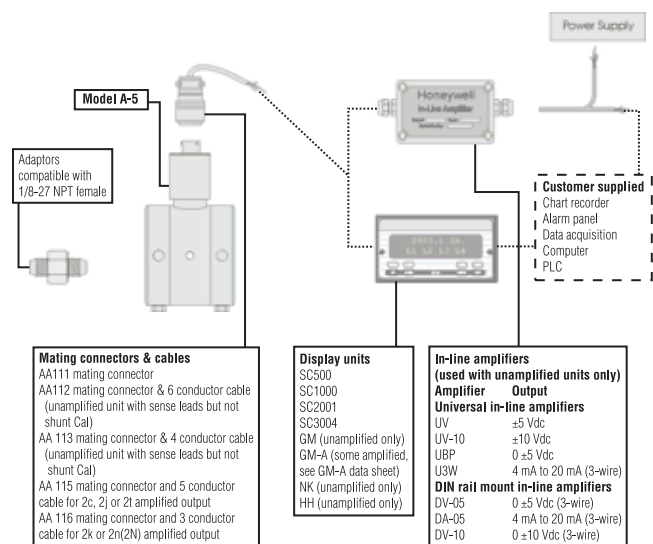 Power Supply
Model A-5
Honeywell
In-Line Amplifier
Adaptors
compatible with
1/8-27 NPT female
Customer supplied
Chart recorder
Alarm panel
Data acquisition
Computer
PLC
L1 L2 L3 L4
Mating connectors & cables
AA111 mating connector
AA112 mating connector & 6 conductor cable
(unamplified unit with sense leads but not
shunt Cal)
AA 113 mating connector & 4 conductor cable
(unamplified unit with sense leads but not
shunt Cal)
AA 115 mating connector and 5 conductor
cable for 2c, 2j or 2t amplified output
AA 116 mating connector and 3 conductor
cable for 2k or 2n(2N) amplified output
Display units
SC500
SC1000
SC2001
SC3004
GM (unamplified only)
GM-A (some amplified,
see GM-A data sheet)
NK (unamplified only)
HH (unamplified only)
In-line amplifiers
(used with unamplified units only)
Amplifier Output
Universal in-line amplifiers
UV ±5 Vdc
UV-10 ±10 Vdc
UBP 0 ±5 Vdc
U3W 4 mA to 20 mA (3-wire)
DIN rail mount in-line amplifiers
DV-05 0 ±5 Vdc (3-wire)
DA-05 4 mA to 20 mA (3-wire)
DV-10 0 ±10 Vdc (3-wire)